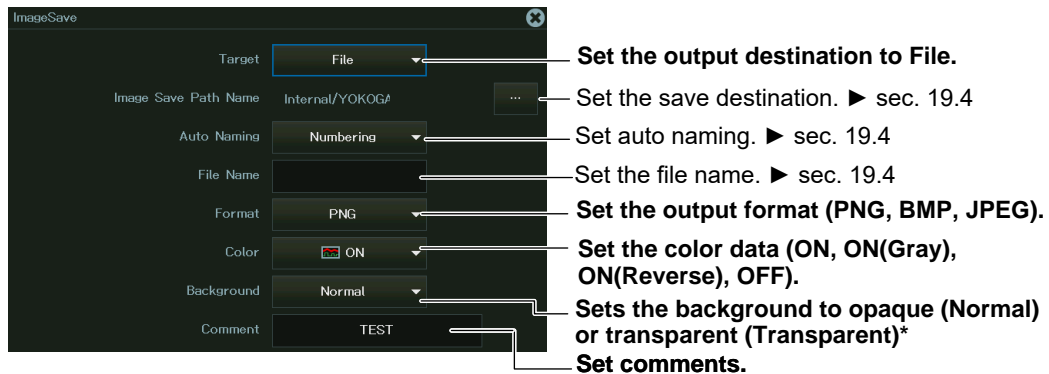 ImageSave
Target File Set the output destination to File.
Image Save Path Name Internal/YOKOGA ... Set the save destination. ► sec. 19.4
Auto Naming Numbering Set auto naming. ► sec. 19.4
File Name Set the file name. ► sec. 19.4
Format PNG Set the output format (PNG, BMP, JPEG).
Color ON Set the color data (ON, ON(Gray),
ON(Reverse), OFF).
Background Normal Sets the background to opaque (Normal)
or transparent (Transparent)*
Comment TEST Set comments.